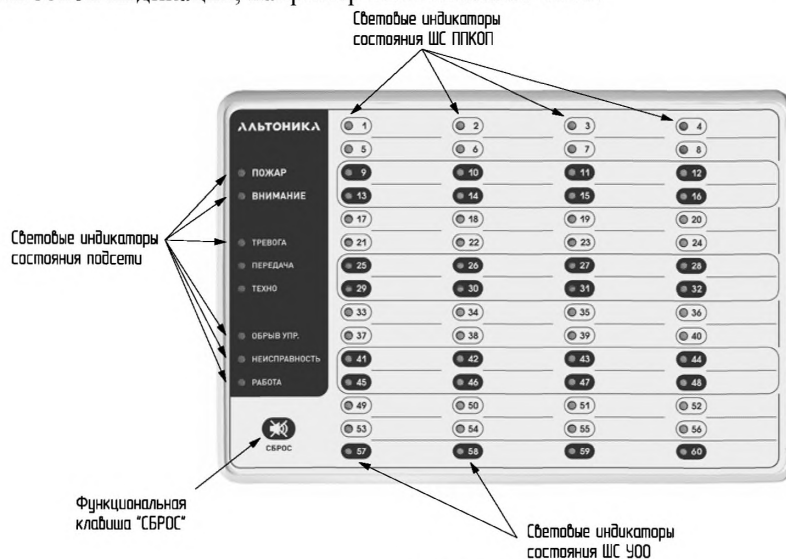 Световые индикаторы
состояния ШС ППКОП
АЛЬТОНИКА
1 2 3 4
5 6 7 8
ПОЖАР
9 10 11 12
ВНИМАНИЕ
13 14 15 16
17 18 19 20
Световые индикаторы
состояния подсети
ТРЕВОГА
21 22 23 24
ПЕРЕДАЧА
25 26 27 28
ТЕХНО
29 30 31 32
33 34 35 36
ОБРЫВ УПР.
37 38 39 40
НЕИСПРАВНОСТЬ
41 42 43 44
РАБОТА
45 46 47 48
49 50 51 52
53 54 55 56
СБРОС
57 58 59 60
Функциональная
клавиша "СБРОС"
Световые индикаторы
состояния ШС УОО